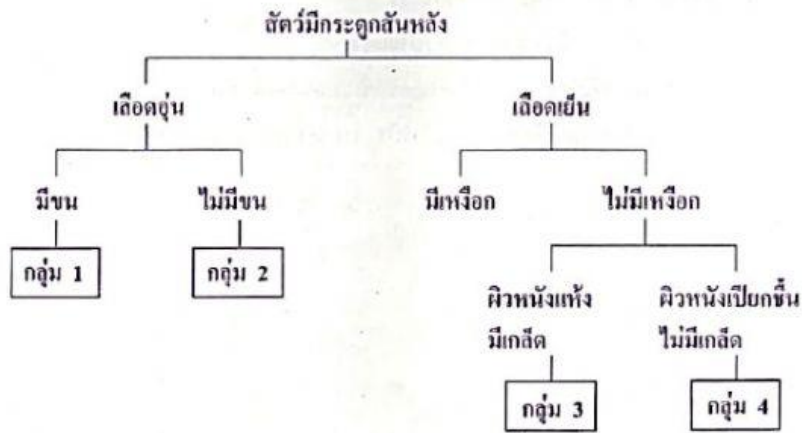 สัตว์มีกระดูกสันหลัง
เลือดอุ่น
เลือดเย็น
มีขน
ไม่มีขน
มีเหงือก
ไม่มีเหงือก
กลุ่ม 1
กลุ่ม 2
ผิวหนังแห้ง
มีเกล็ด
ผิวหนังเปียกชื้น
ไม่มีเกล็ด
กลุ่ม 3
กลุ่ม 4